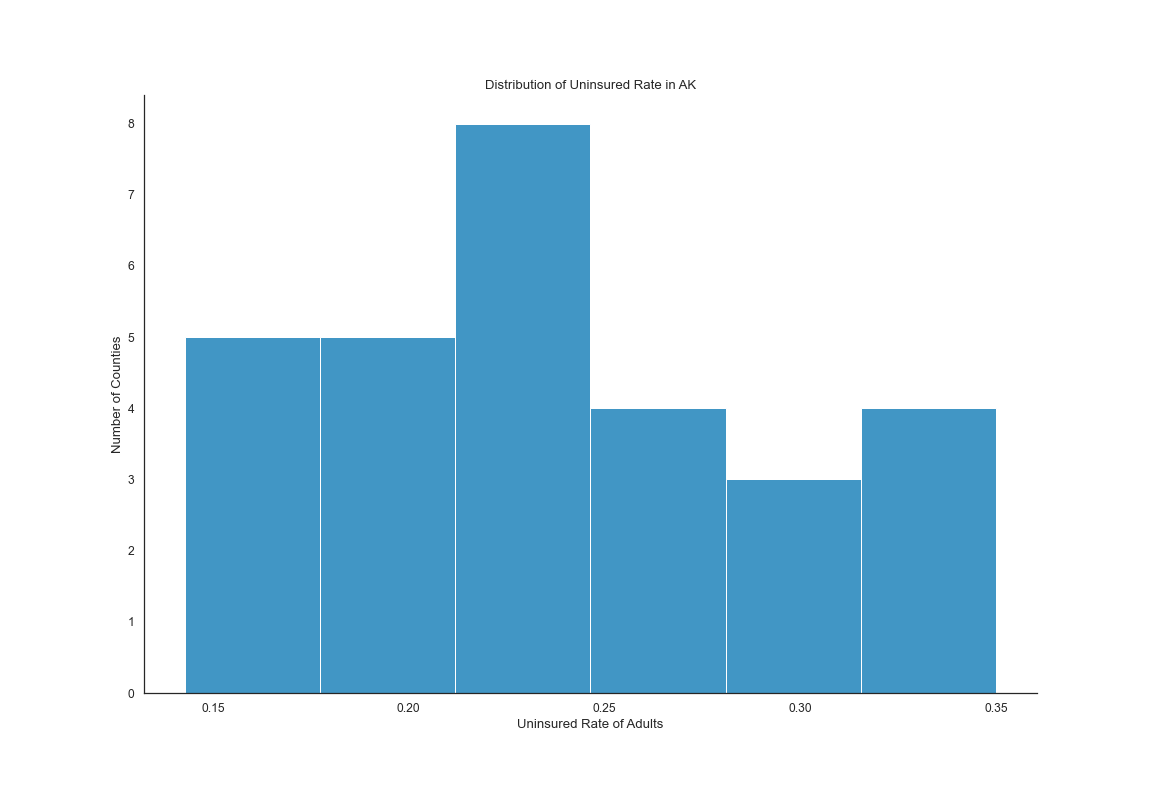 Distribution of Uninsured Rate in AK
Number of Counties
8
7
6
5
4
3
2
1
0
0.15 0.20 0.25 0.30 0.35
Uninsured Rate of Adults